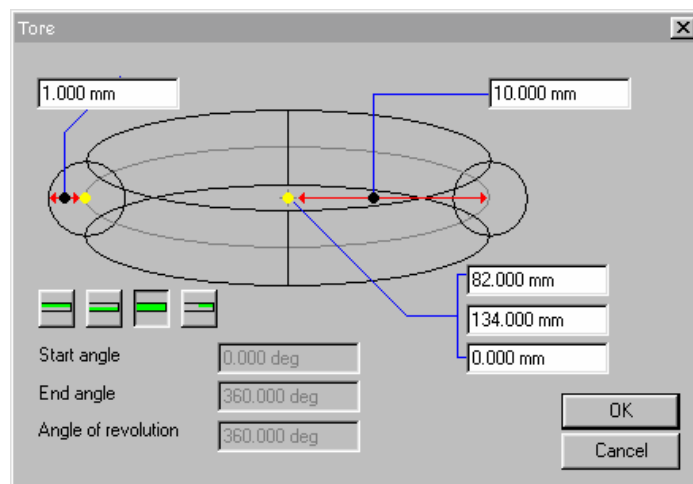 Tore
1.000 mm
10.000 mm
82.000 mm
134.000 mm
0.000 mm
Start angle
0.000 deg
End angle
360.000 deg
Angle of revolution
360.000 deg
OK
Cancel